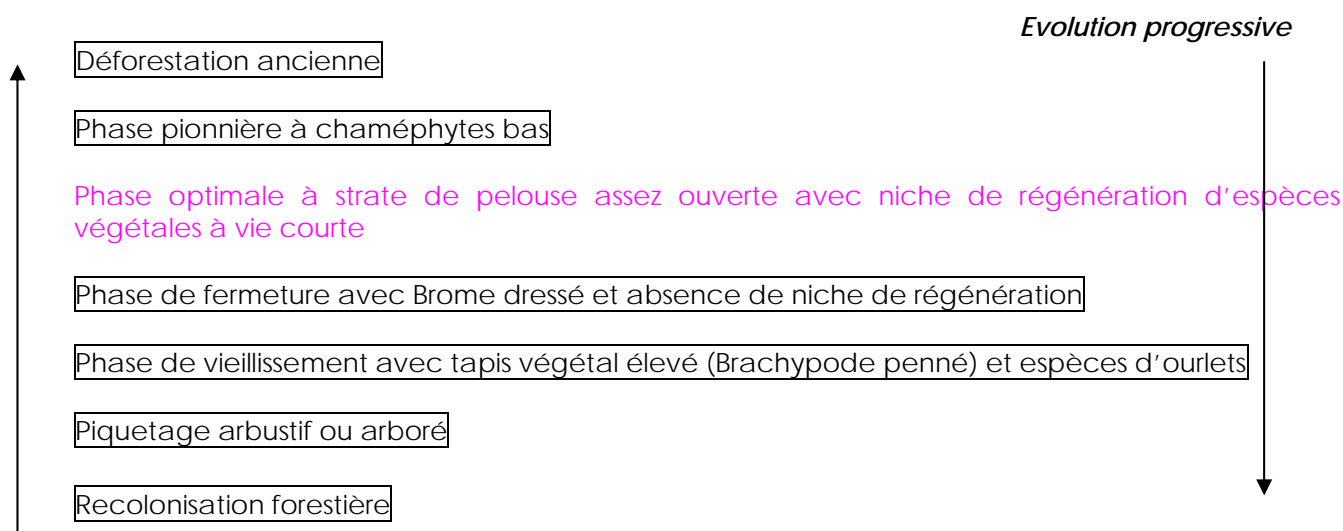 Evolution progressive
Déforestation ancienne
Phase pionnière à chaméphytes bas
Phase optimale à strate de pelouse assez ouverte avec niche de régénération d’espèces
végétales à vie courte
Phase de fermeture avec Brome dressé et absence de niche de régénération
Phase de vieillissement avec tapis végétal élevé (Brachypode penné) et espèces d’ourlets
Piquetage arbustif ou arboré
Recolonisation forestière